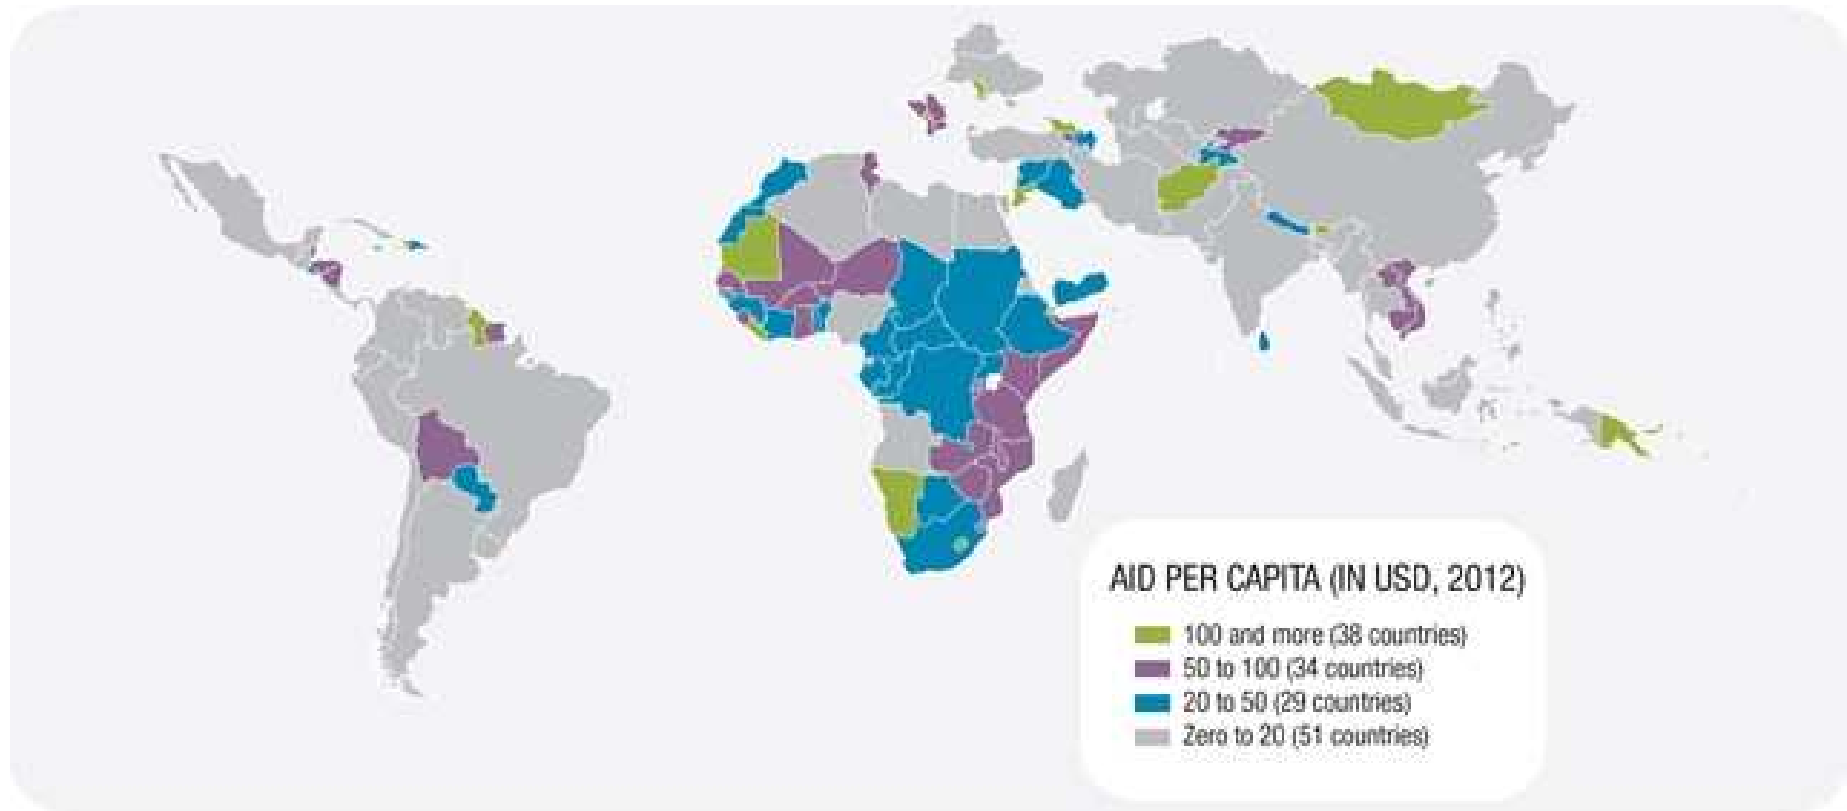 AID PER CAPITA (IN USD, 2012)
100 and more (38 countries)
50 to 100 (34 countries)
20 to 50 (29 countries)
Zero to 20 (51 countries)